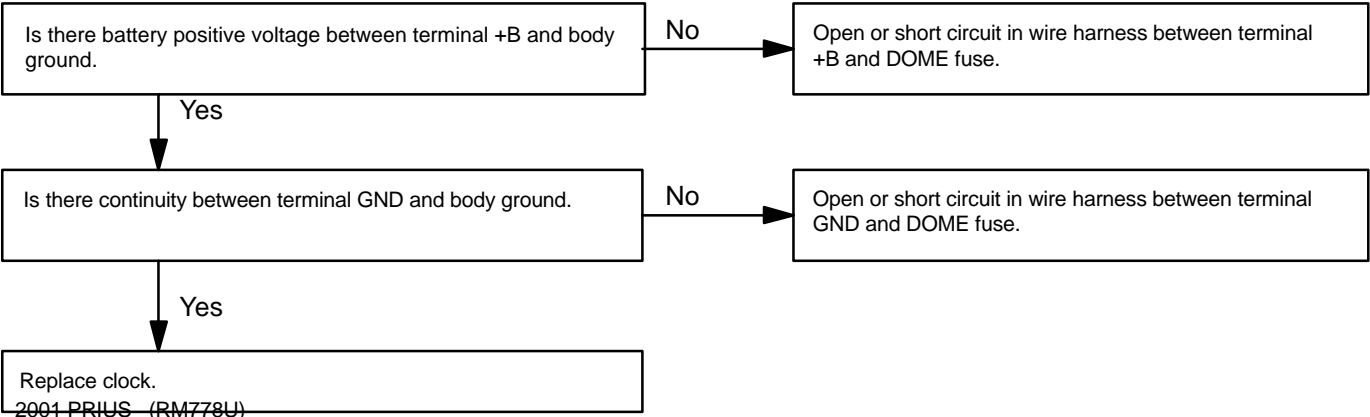 Is there battery positive voltage between terminal +B and body
ground.
No
Open or short circuit in wire harness between terminal
+B and DOME fuse.
Yes
Is there continuity between terminal GND and body ground.
No
Open or short circuit in wire harness between terminal
GND and DOME fuse.
Yes
Replace clock.
2001 PRIUS (RM778U)